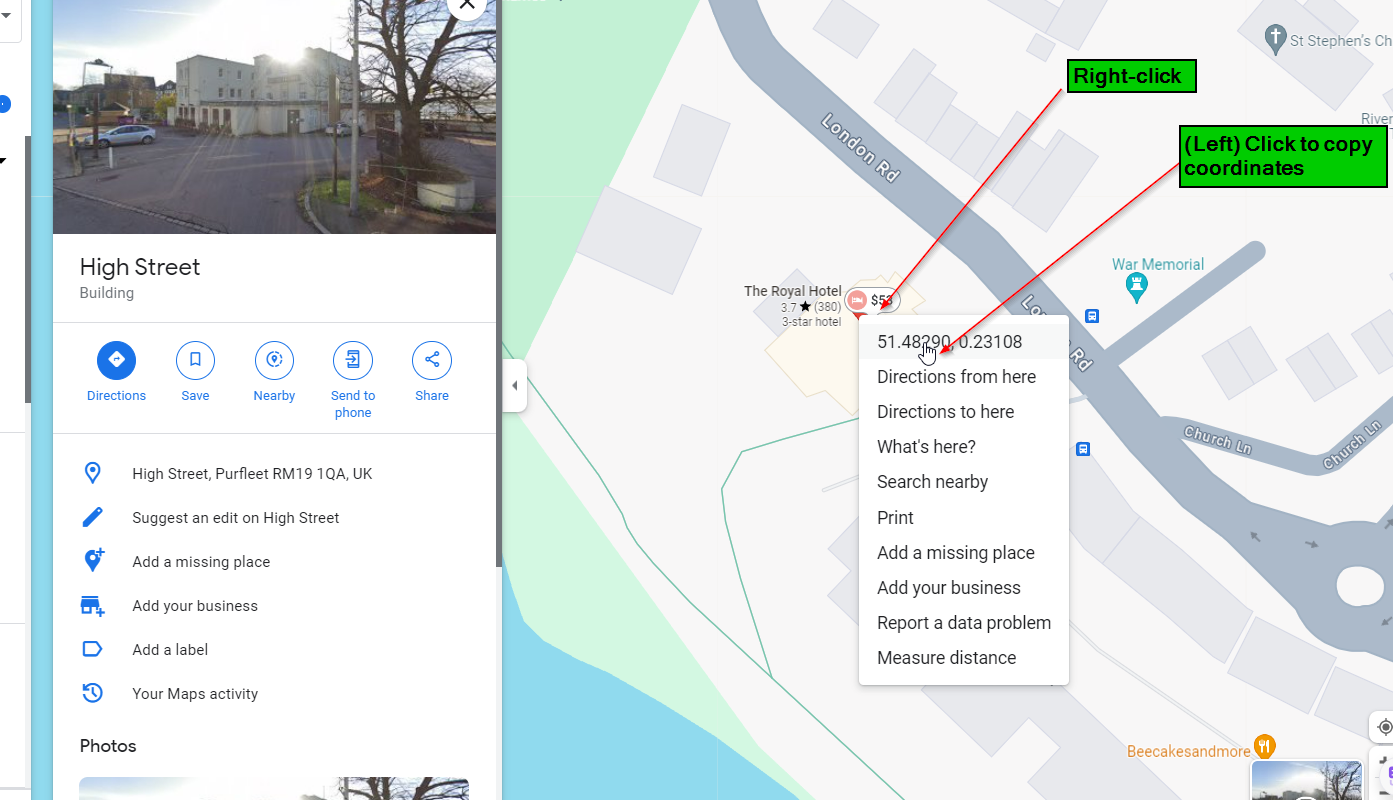 High Street
Building
Directions
Save
Nearby
Send to
phone
Share
High Street, Purfleet RM19 1QA, UK
Suggest an edit on High Street
Add a missing place
Add your business
Add a label
Your Maps activity
Photos
Right-click
(Left) Click to copy
coordinates
St Stephen's Ch
River
London Rd
War Memorial
The Royal Hotel
3.7 ★ (380)
3-star hotel
$53
Rd
51.48290, 0.23108
Directions from here
Directions to here
What's here?
Search nearby
Print
Add a missing place
Add your business
Report a data problem
Measure distance
Church Ln
Church Ln
Beecakesandmore